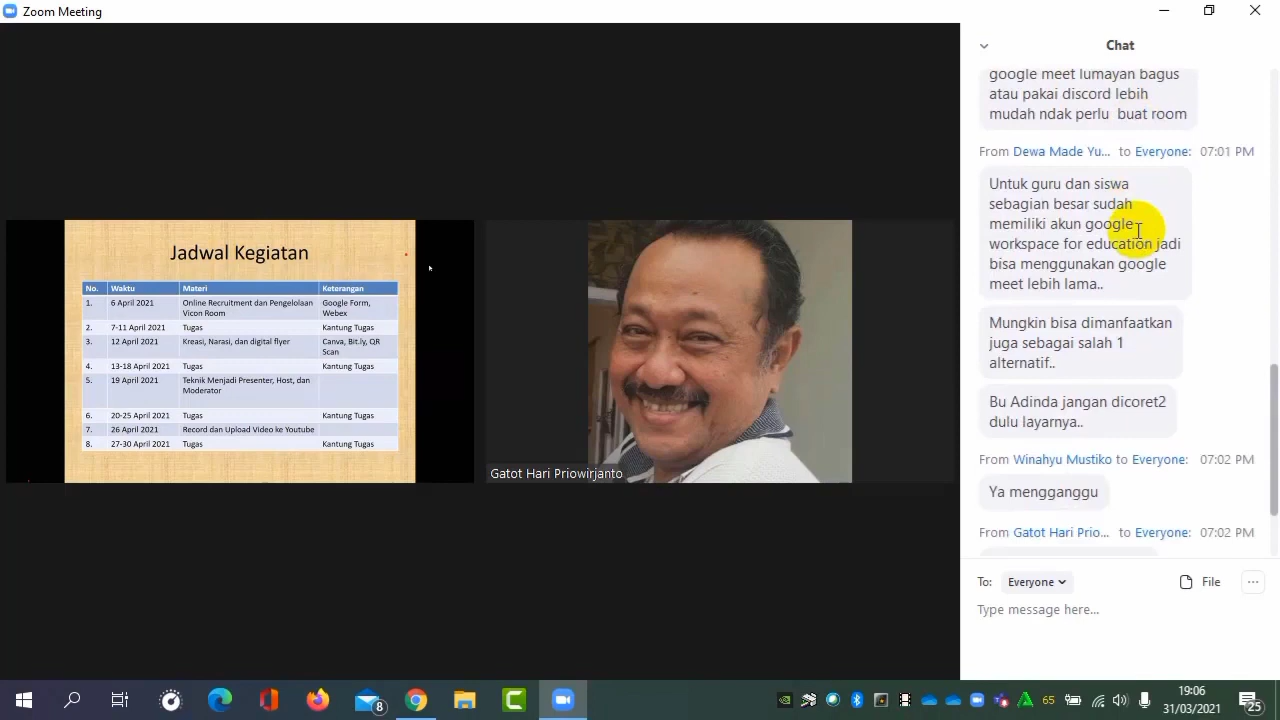 Zoom Meeting
Jadwal Kegiatan
No. Waktu Materi Keterangan
1. 6 April 2021 Online Recruitment dan Pengelolaan Vicon Room Google Form, Webex
2. 7-11 April 2021 Tugas Kantung Tugas
3. 12 April 2021 Kreasi, Narasi, dan digital flyer Canva, Bit.ly, QR Scan
4. 13-18 April 2021 Tugas Kantung Tugas
5. 19 April 2021 Teknik Menjadi Presenter, Host, dan Moderator
6. 20-25 April 2021 Tugas Kantung Tugas
7. 26 April 2021 Record dan Upload Video ke Youtube
8. 27-30 April 2021 Tugas Kantung Tugas
Gatot Hari Priowirjanto
Chat
google meet lumayan bagus
atau pakai discord lebih
mudah ndak perlu buat room
From Dewa Made Yu... to Everyone: 07:01 PM
Untuk guru dan siswa
sebagian besar sudah
memiliki akun google
workspace for education jadi
bisa menggunakan google
meet lebih lama..
Mungkin bisa dimanfaatkan
juga sebagai salah 1
alternatif..
Bu Adinda jangan dicoret2
dulu layarnya..
From Winahyu Mustiko to Everyone: 07:02 PM
Ya mengganggu
From Gatot Hari Prio... to Everyone: 07:02 PM
To: Everyone File ...
Type message here...
8
65
19:06
31/03/2021
25